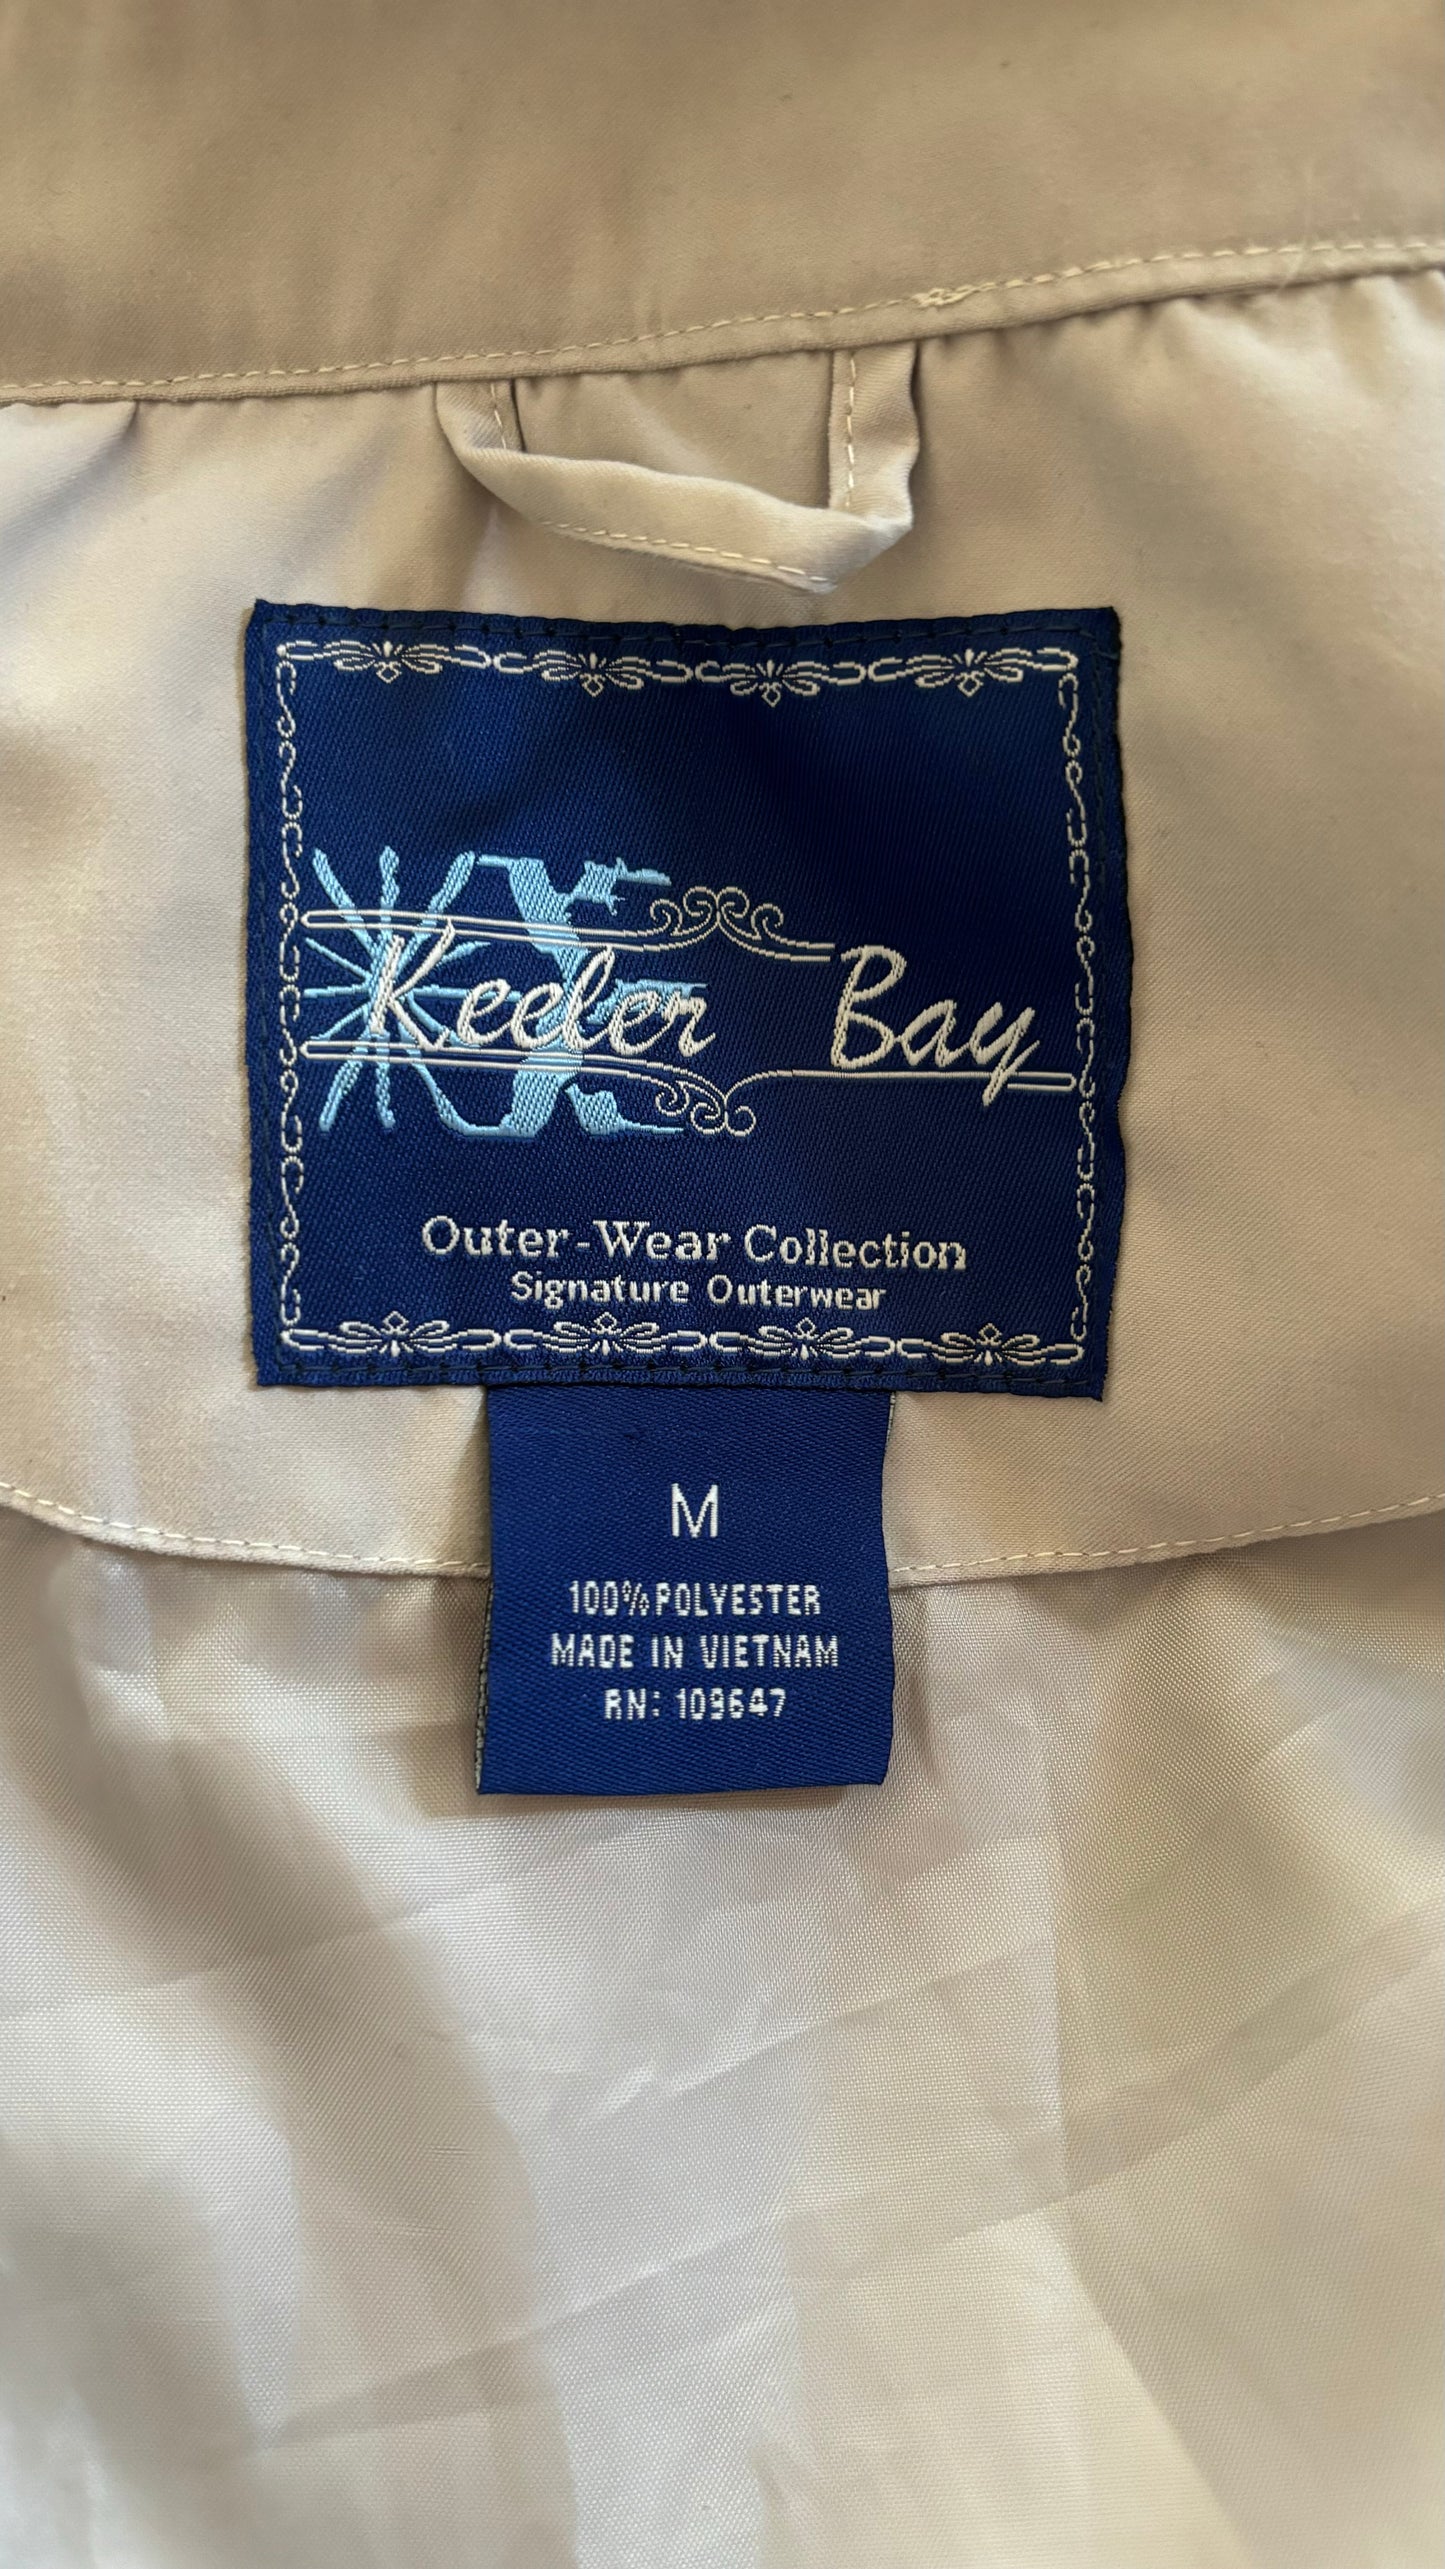 Keeler Bay
Outer-Wear Collection
Signature Outerwear
M
100% POLYESTER
MADE IN VIETNAM
RN: 109647